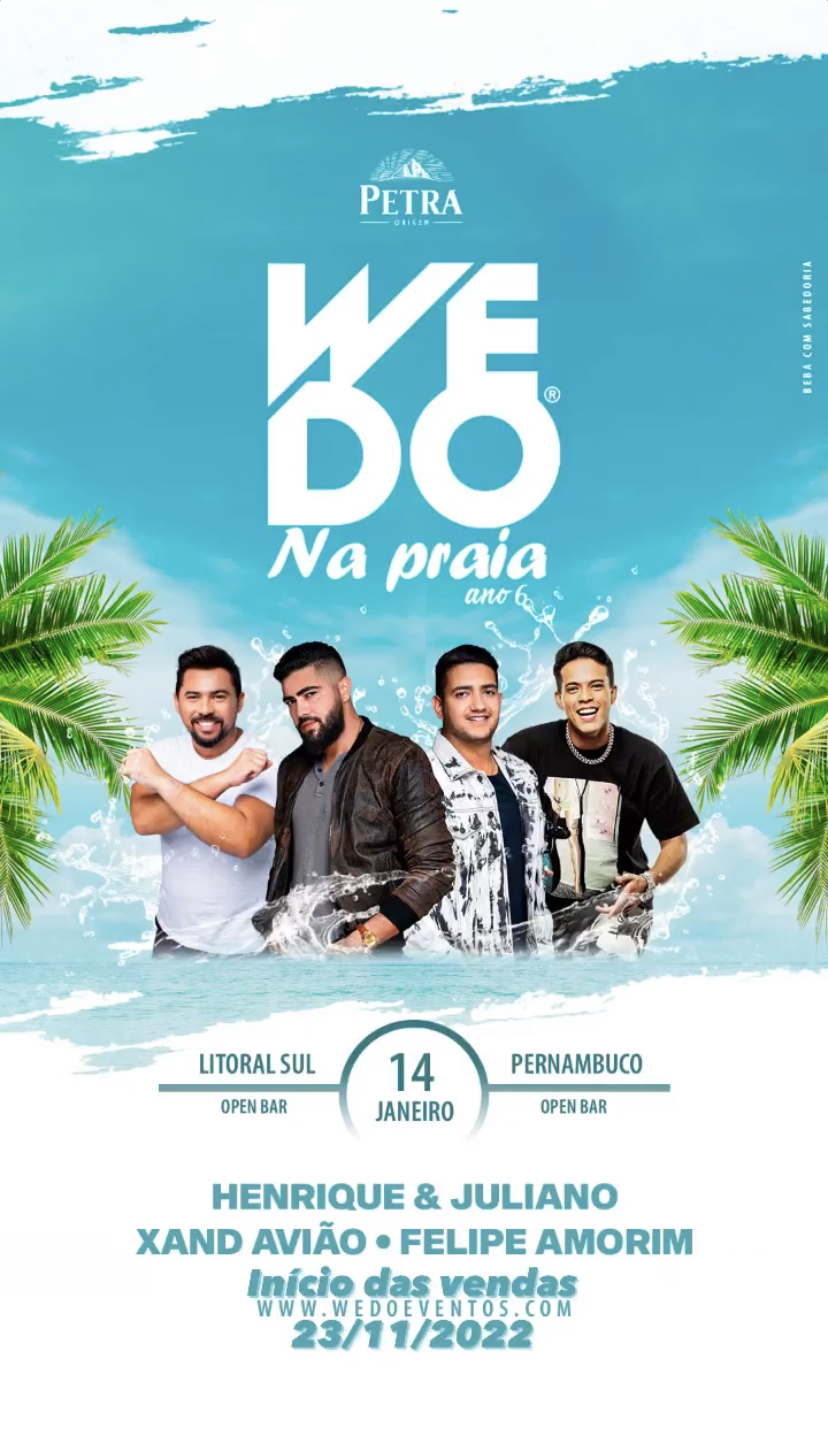 PETRA
ORIGEM
WE
DO®
Na praia
ano 6
BEBA COM SABEDORIA
LITORAL SUL
OPEN BAR
14
JANEIRO
PERNAMBUCO
OPEN BAR
HENRIQUE & JULIANO
XAND AVIÃO • FELIPE AMORIM
Início das vendas
WWW.WEDOEVENTOS.COM
23/11/2022